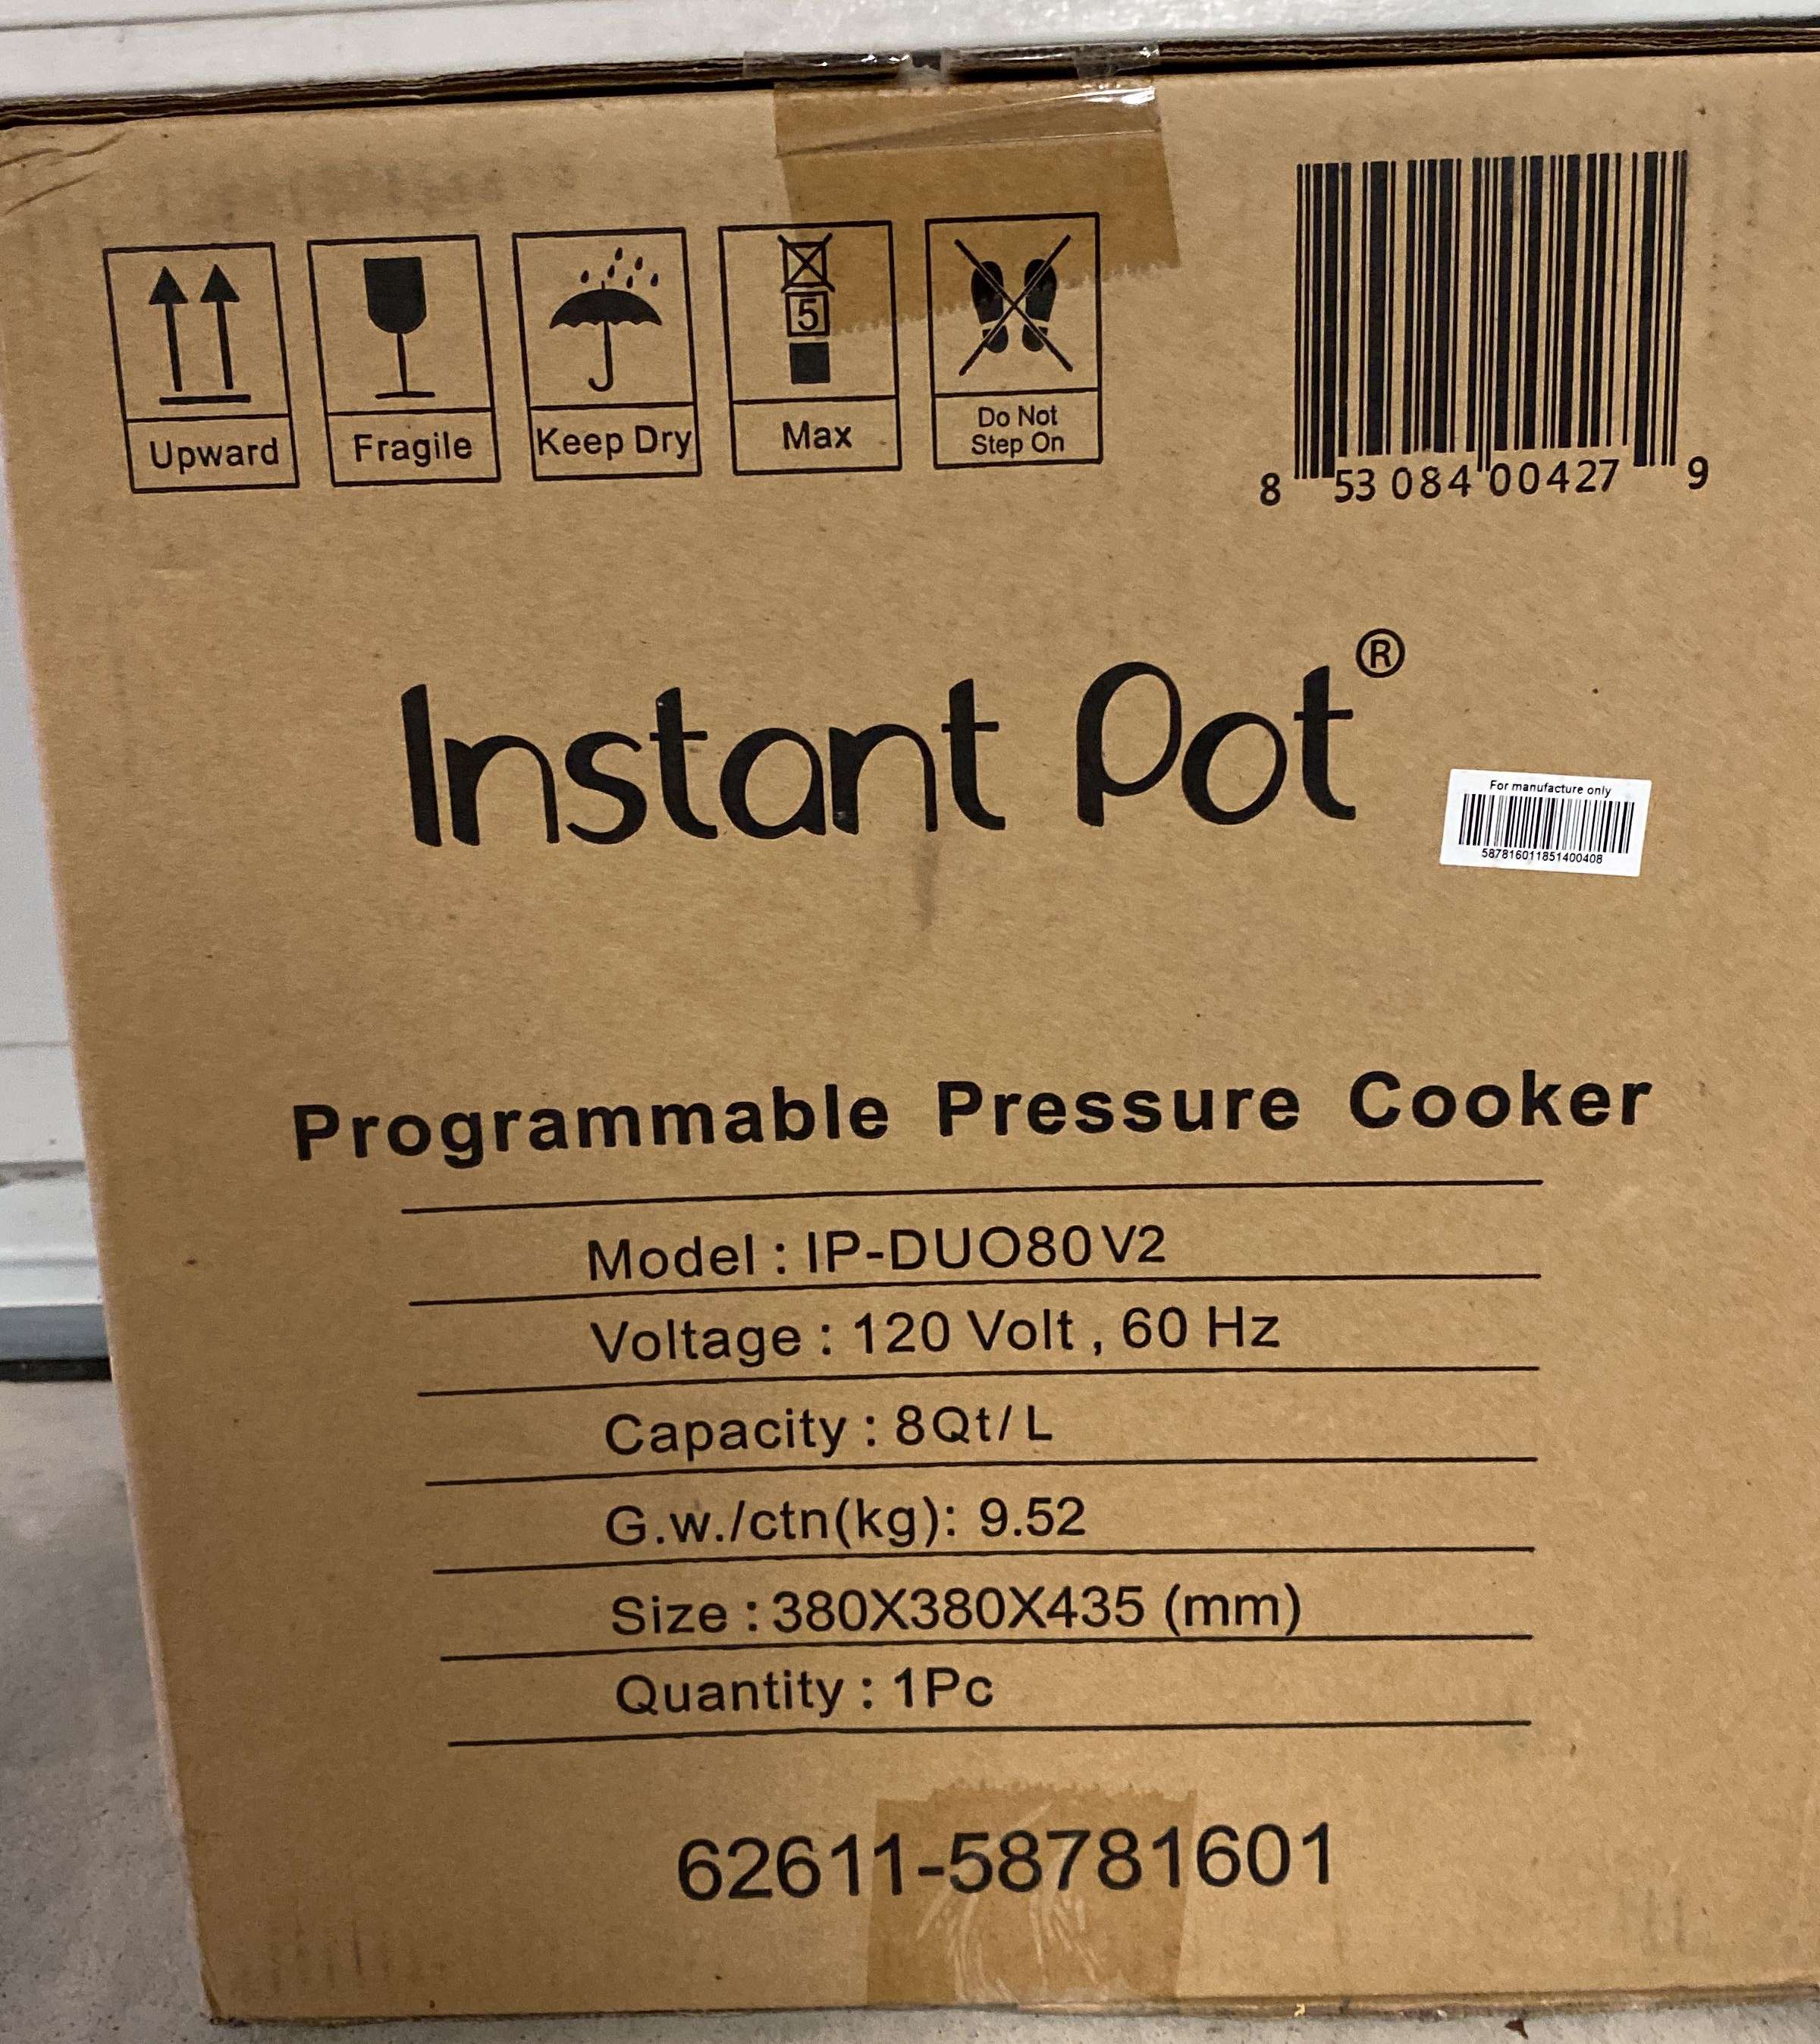 Upward
Fragile
Keep Dry
5
Max
Do Not
Step On
8 53084 00427 9
Instant Pot®
For manufacture only
587816011851400408
Programmable Pressure Cooker
Model : IP-DUO80V2
Voltage : 120 Volt , 60 Hz
Capacity : 8Qt/ L
G.w./ctn(kg): 9.52
Size : 380X380X435 (mm)
Quantity : 1Pc
62611-58781601